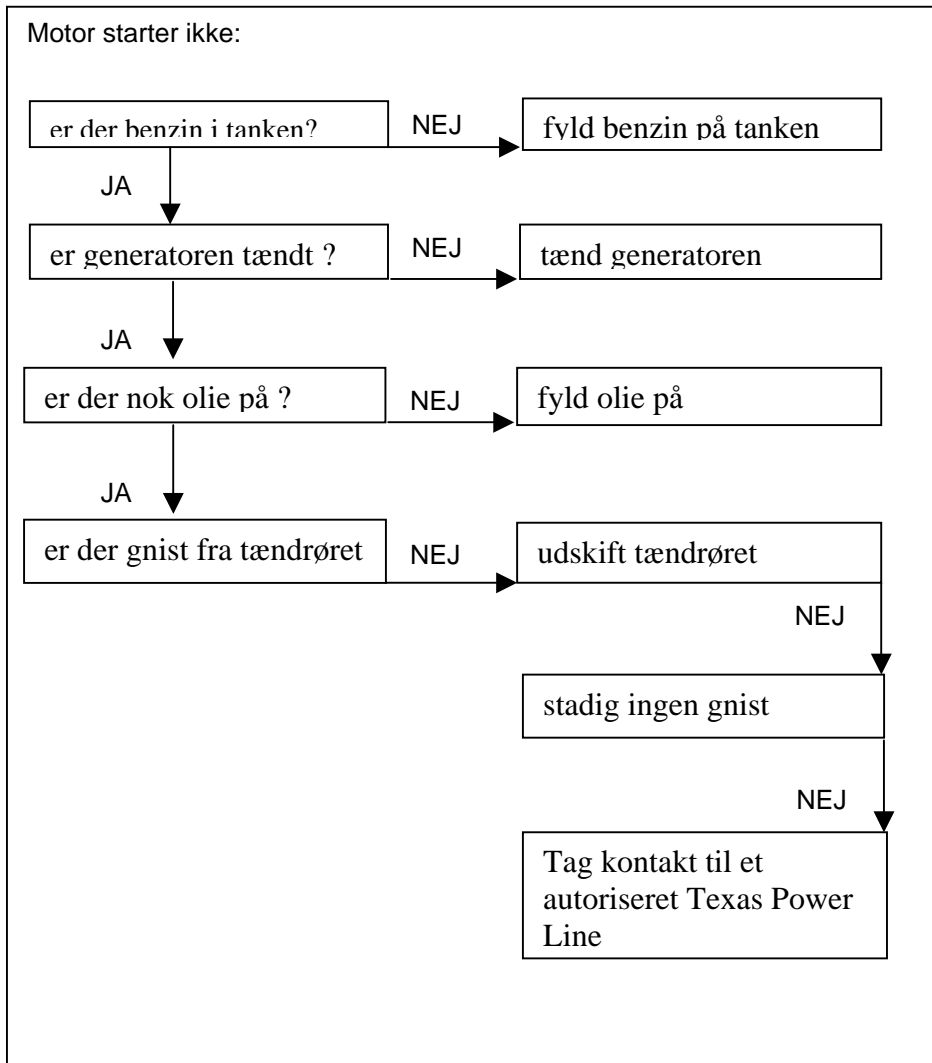 Motor starter ikke:
er der benzin i tanken?
NEJ
fyld benzin på tanken
JA
er generatoren tændt ?
NEJ
tænd generatoren
JA
er der nok olie på ?
NEJ
fyld olie på
JA
er der gnist fra tændrøret
NEJ
udskift tændrøret
NEJ
stadig ingen gnist
NEJ
Tag kontakt til et
autoriseret Texas Power
Line